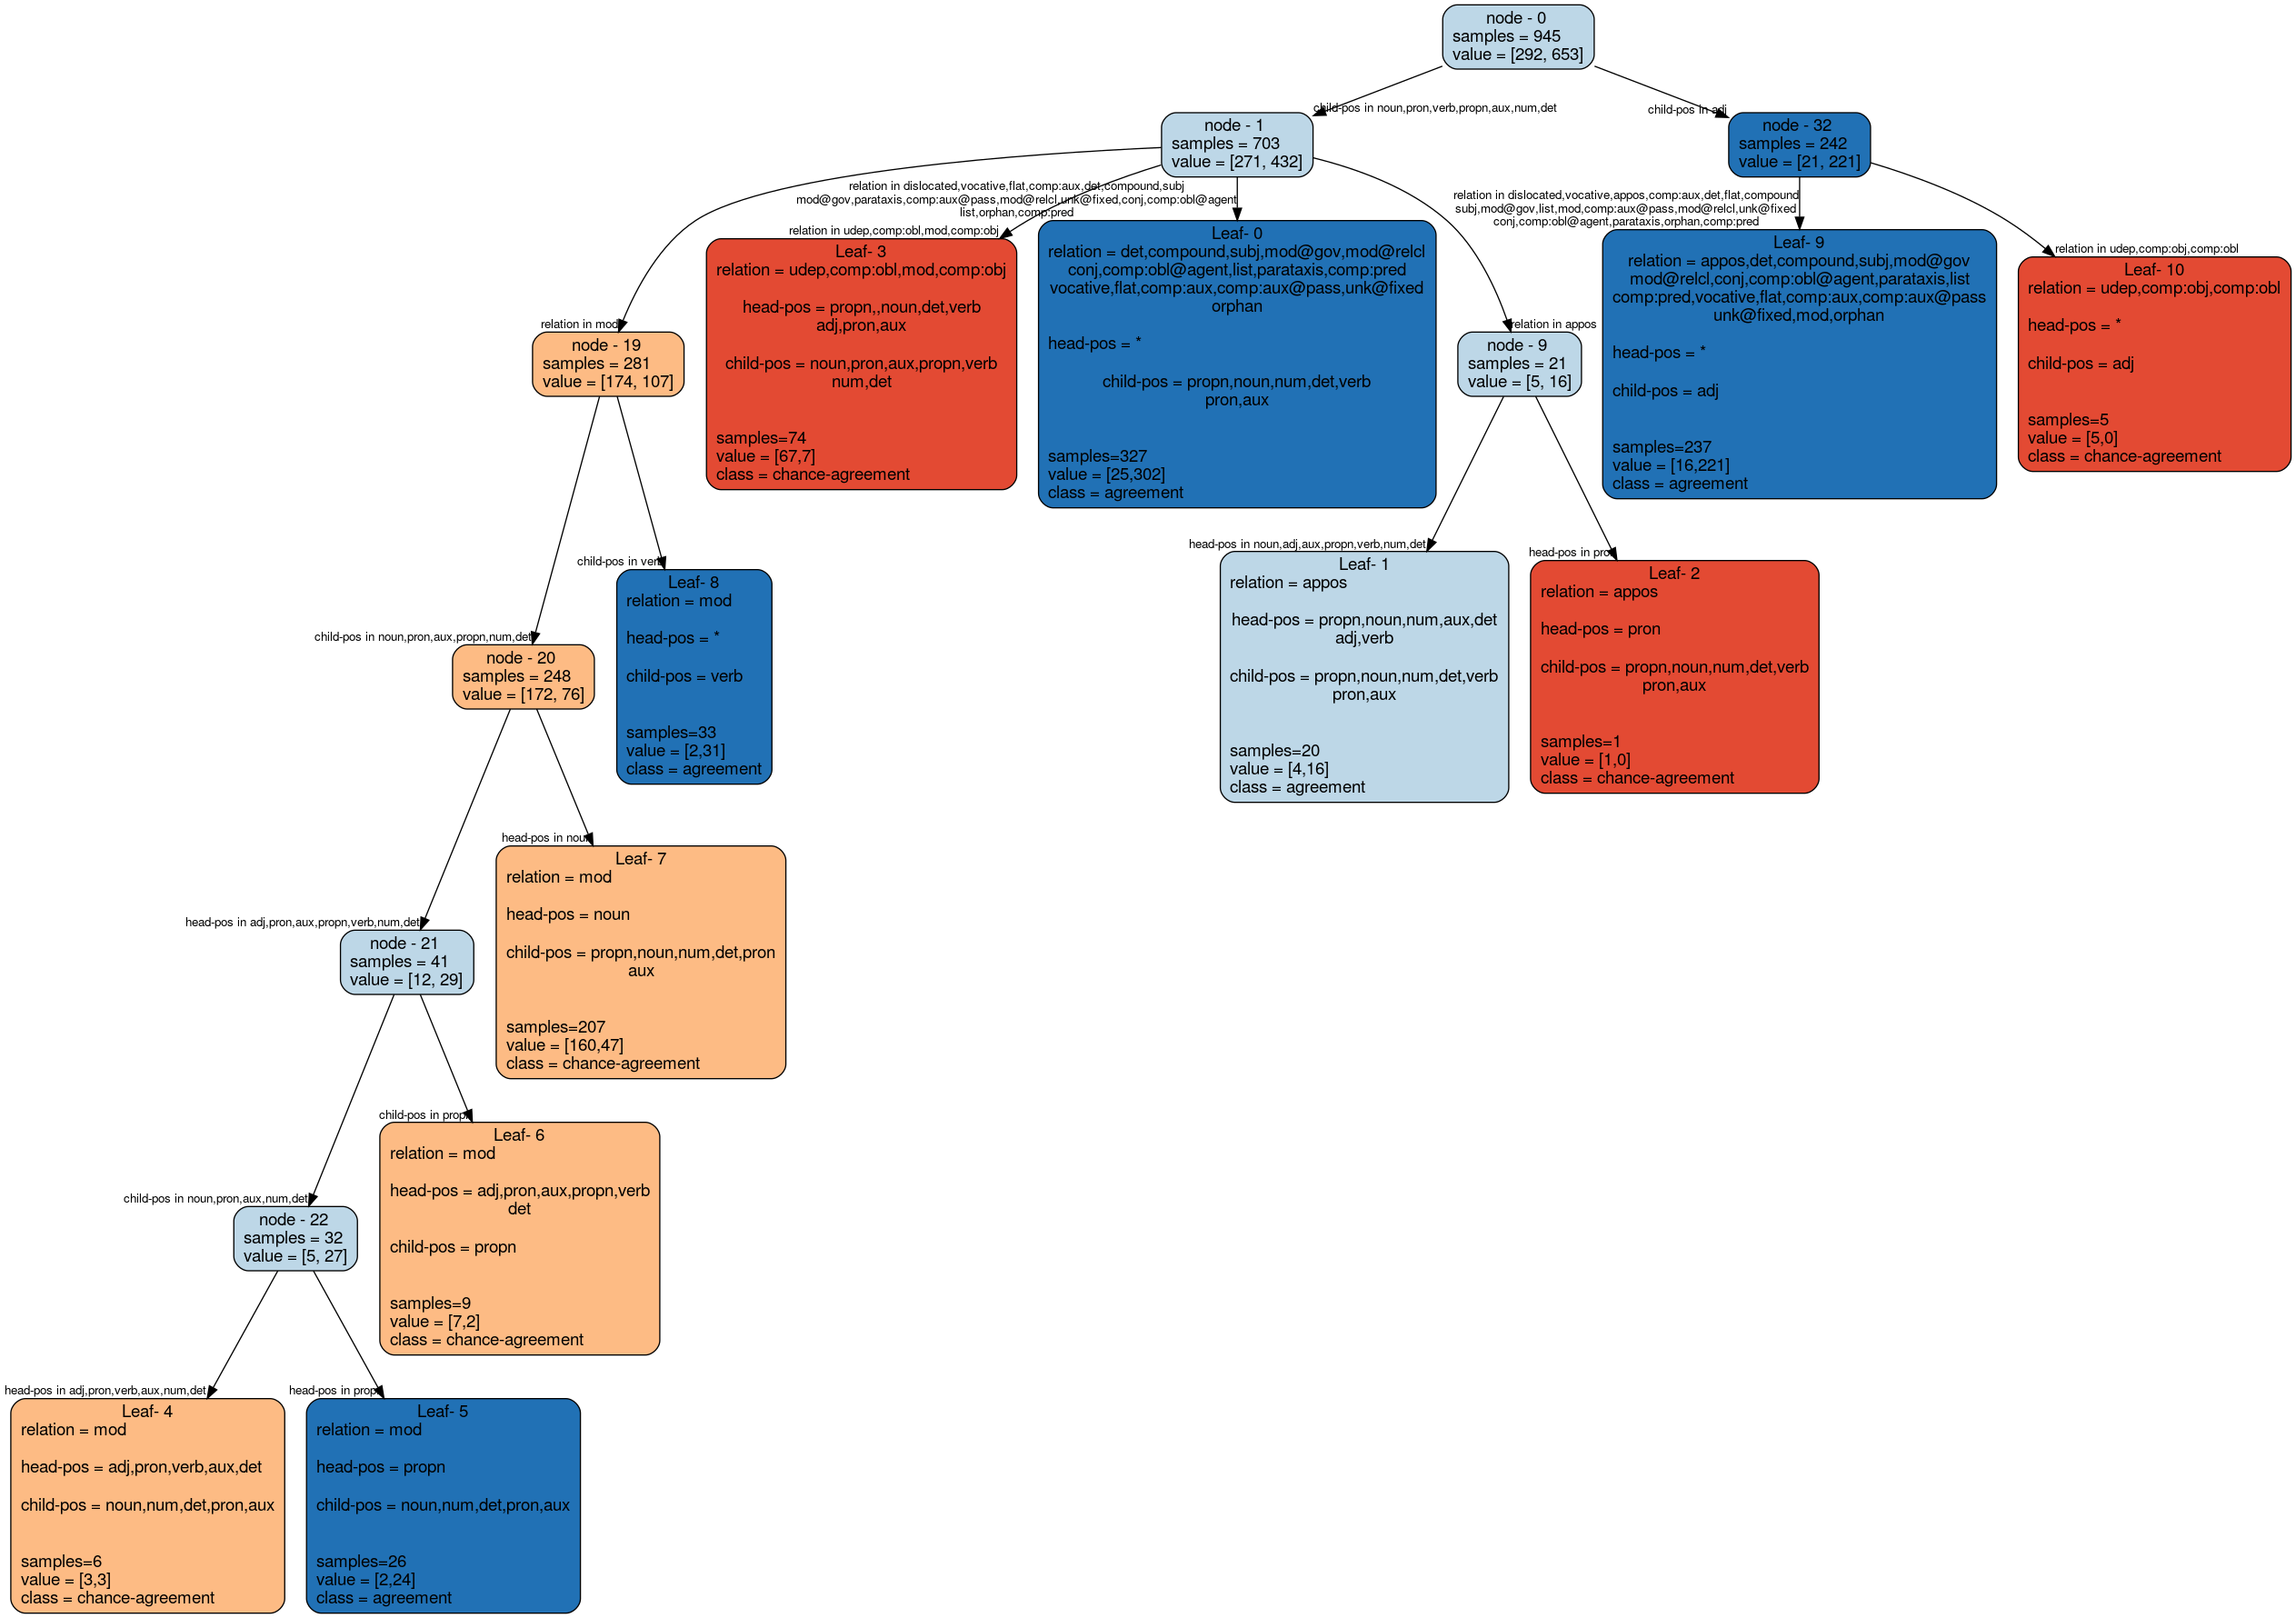 node - 0
samples = 945
value = [292, 653]
child-pos in noun,pron,verb,propn,aux,num,det
child-pos in adj
node - 1
samples = 703
value = [271, 432]
node - 32
samples = 242
value = [21, 221]
relation in dislocated,vocative,flat,comp:aux,det,compound,subj
mod@gov,parataxis,comp:aux@pass,mod@relcl,unk@fixed,conj,comp:obl@agent
list,orphan,comp:pred
relation in dislocated,vocative,appos,comp:aux,det,flat,compound
subj,mod@gov,list,mod,comp:aux@pass,mod@relcl,unk@fixed
conj,comp:obl@agent,parataxis,orphan,comp:pred
relation in udep,comp:obl,mod,comp:obj
relation in udep,comp:obj,comp:obl
Leaf- 3
relation = udep,comp:obl,mod,comp:obj
head-pos = propn,,noun,det,verb
adj,pron,aux
child-pos = noun,pron,aux,propn,verb
num,det
samples=74
value = [67,7]
class = chance-agreement
Leaf- 0
relation = det,compound,subj,mod@gov,mod@relcl
conj,comp:obl@agent,list,parataxis,comp:pred
vocative,flat,comp:aux,comp:aux@pass,unk@fixed
orphan
head-pos = *
child-pos = propn,noun,num,det,verb
pron,aux
samples=327
value = [25,302]
class = agreement
Leaf- 9
relation = appos,det,compound,subj,mod@gov
mod@relcl,conj,comp:obl@agent,parataxis,list
comp:pred,vocative,flat,comp:aux,comp:aux@pass
unk@fixed,mod,orphan
head-pos = *
child-pos = adj
samples=237
value = [16,221]
class = agreement
Leaf- 10
relation = udep,comp:obj,comp:obl
head-pos = *
child-pos = adj
samples=5
value = [5,0]
class = chance-agreement
relation in mod
node - 19
samples = 281
value = [174, 107]
relation in appos
node - 9
samples = 21
value = [5, 16]
head-pos in noun,adj,aux,propn,verb,num,det
head-pos in pron
Leaf- 1
relation = appos
head-pos = propn,noun,num,aux,det
adj,verb
child-pos = propn,noun,num,det,verb
pron,aux
samples=20
value = [4,16]
class = agreement
Leaf- 2
relation = appos
head-pos = pron
child-pos = propn,noun,num,det,verb
pron,aux
samples=1
value = [1,0]
class = chance-agreement
child-pos in verb
Leaf- 8
relation = mod
head-pos = *
child-pos = verb
samples=33
value = [2,31]
class = agreement
child-pos in noun,pron,aux,propn,num,det
node - 20
samples = 248
value = [172, 76]
head-pos in noun
Leaf- 7
relation = mod
head-pos = noun
child-pos = propn,noun,num,det,pron
aux
samples=207
value = [160,47]
class = chance-agreement
head-pos in adj,pron,aux,propn,verb,num,det
node - 21
samples = 41
value = [12, 29]
child-pos in propn
Leaf- 6
relation = mod
head-pos = adj,pron,aux,propn,verb
det
child-pos = propn
samples=9
value = [7,2]
class = chance-agreement
child-pos in noun,pron,aux,num,det
node - 22
samples = 32
value = [5, 27]
head-pos in adj,pron,verb,aux,num,det
head-pos in propn
Leaf- 4
relation = mod
head-pos = adj,pron,verb,aux,det
child-pos = noun,num,det,pron,aux
samples=6
value = [3,3]
class = chance-agreement
Leaf- 5
relation = mod
head-pos = propn
child-pos = noun,num,det,pron,aux
samples=26
value = [2,24]
class = agreement